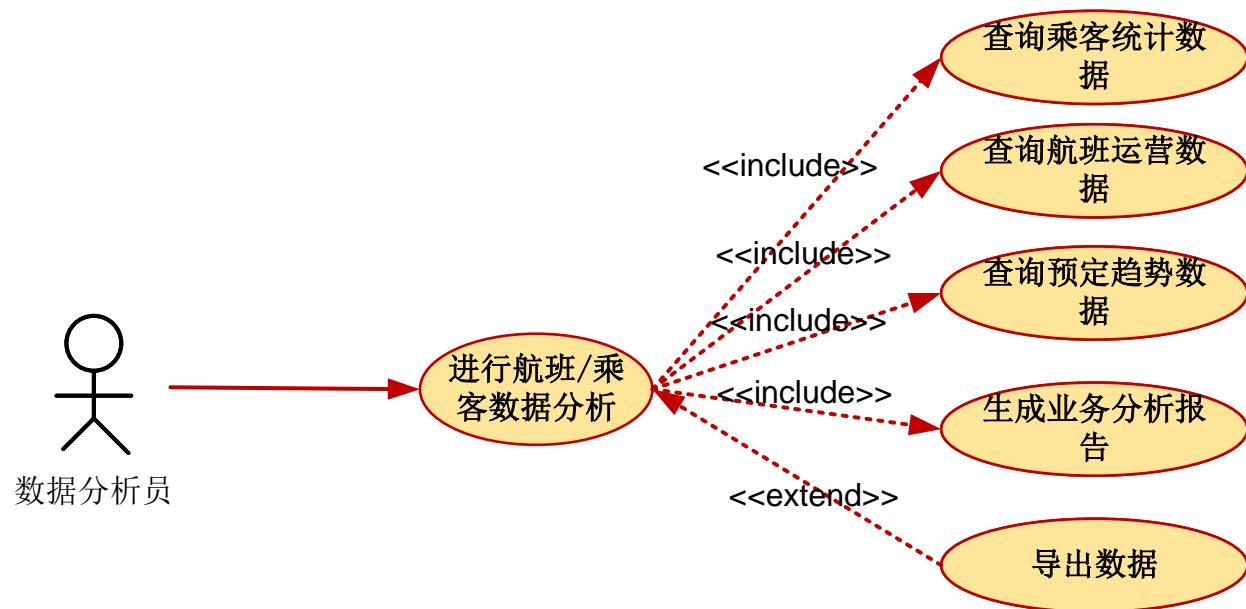 查询乘客统计数
据
<<include>>
查询航班运营数
据
<<include>>
查询预定趋势数
据
<<include>>
进行航班/乘
客数据分析
<<include>>
生成业务分析报
告
数据分析员
<<extend>>
导出数据